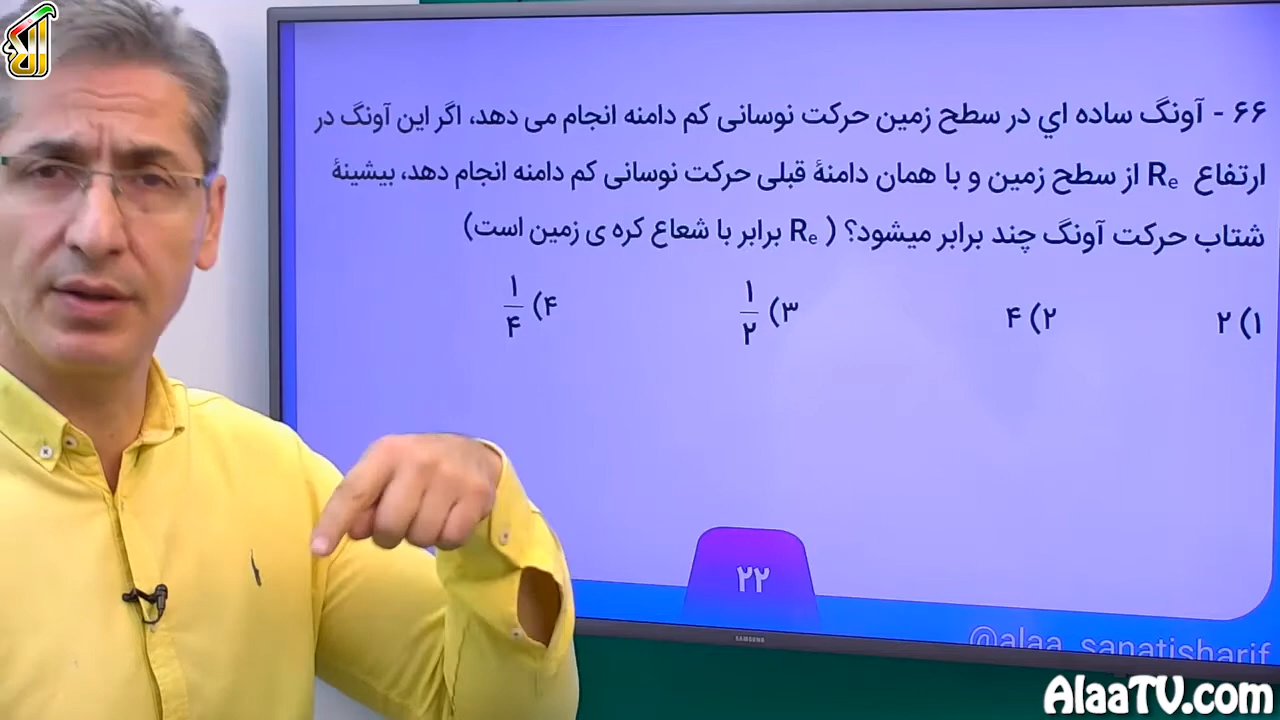 ۶۶ - آونگ ساده اي در سطح زمین حرکت نوسانی کم دامنه انجام می دهد، اگر این آونگ در
ارتفاع Rₑ از سطح زمین و با همان دامنهٔ قبلی حرکت نوسانی کم دامنه انجام دهد، بیشینهٔ
شتاب حرکت آونگ چند برابر میشود؟ ( Rₑ برابر با شعاع کره ی زمین است)
۱) ۲ ۲) ۴ ۳) ۱/۲ ۴) ۱/۴
۲۲
@alaa_sanatisharif
SAMSUNG
AlaaTV.com